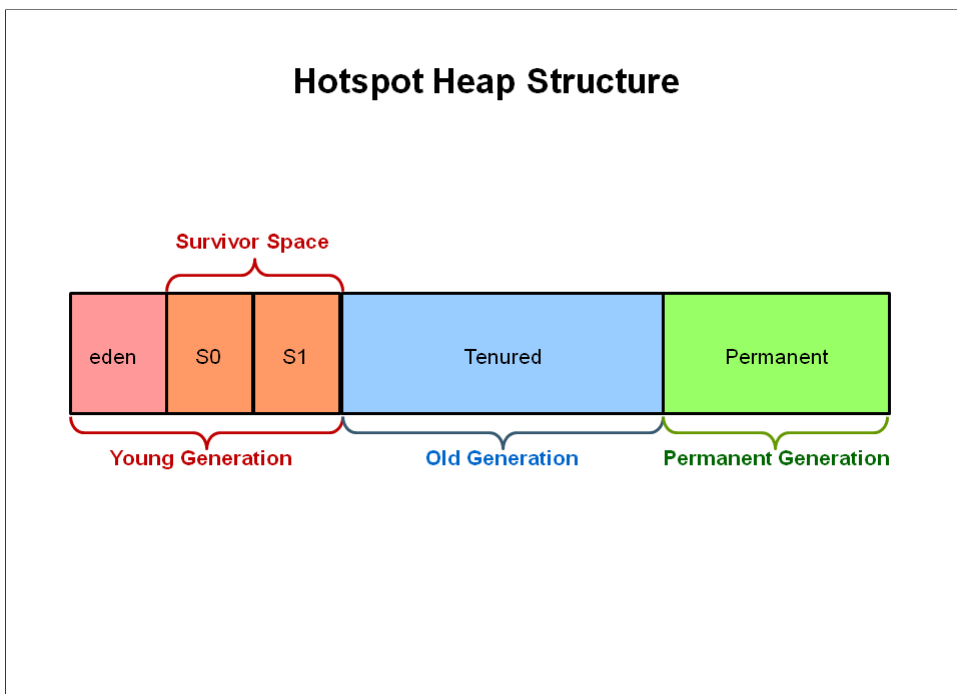 Hotspot Heap Structure
Survivor Space
eden S0 S1 Tenured Permanent
Young Generation Old Generation Permanent Generation